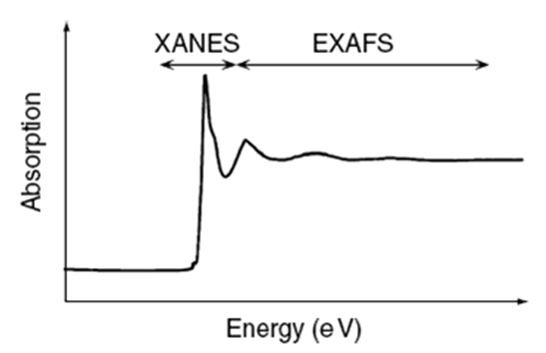 XANES
EXAFS
Absorption
Energy (eV)